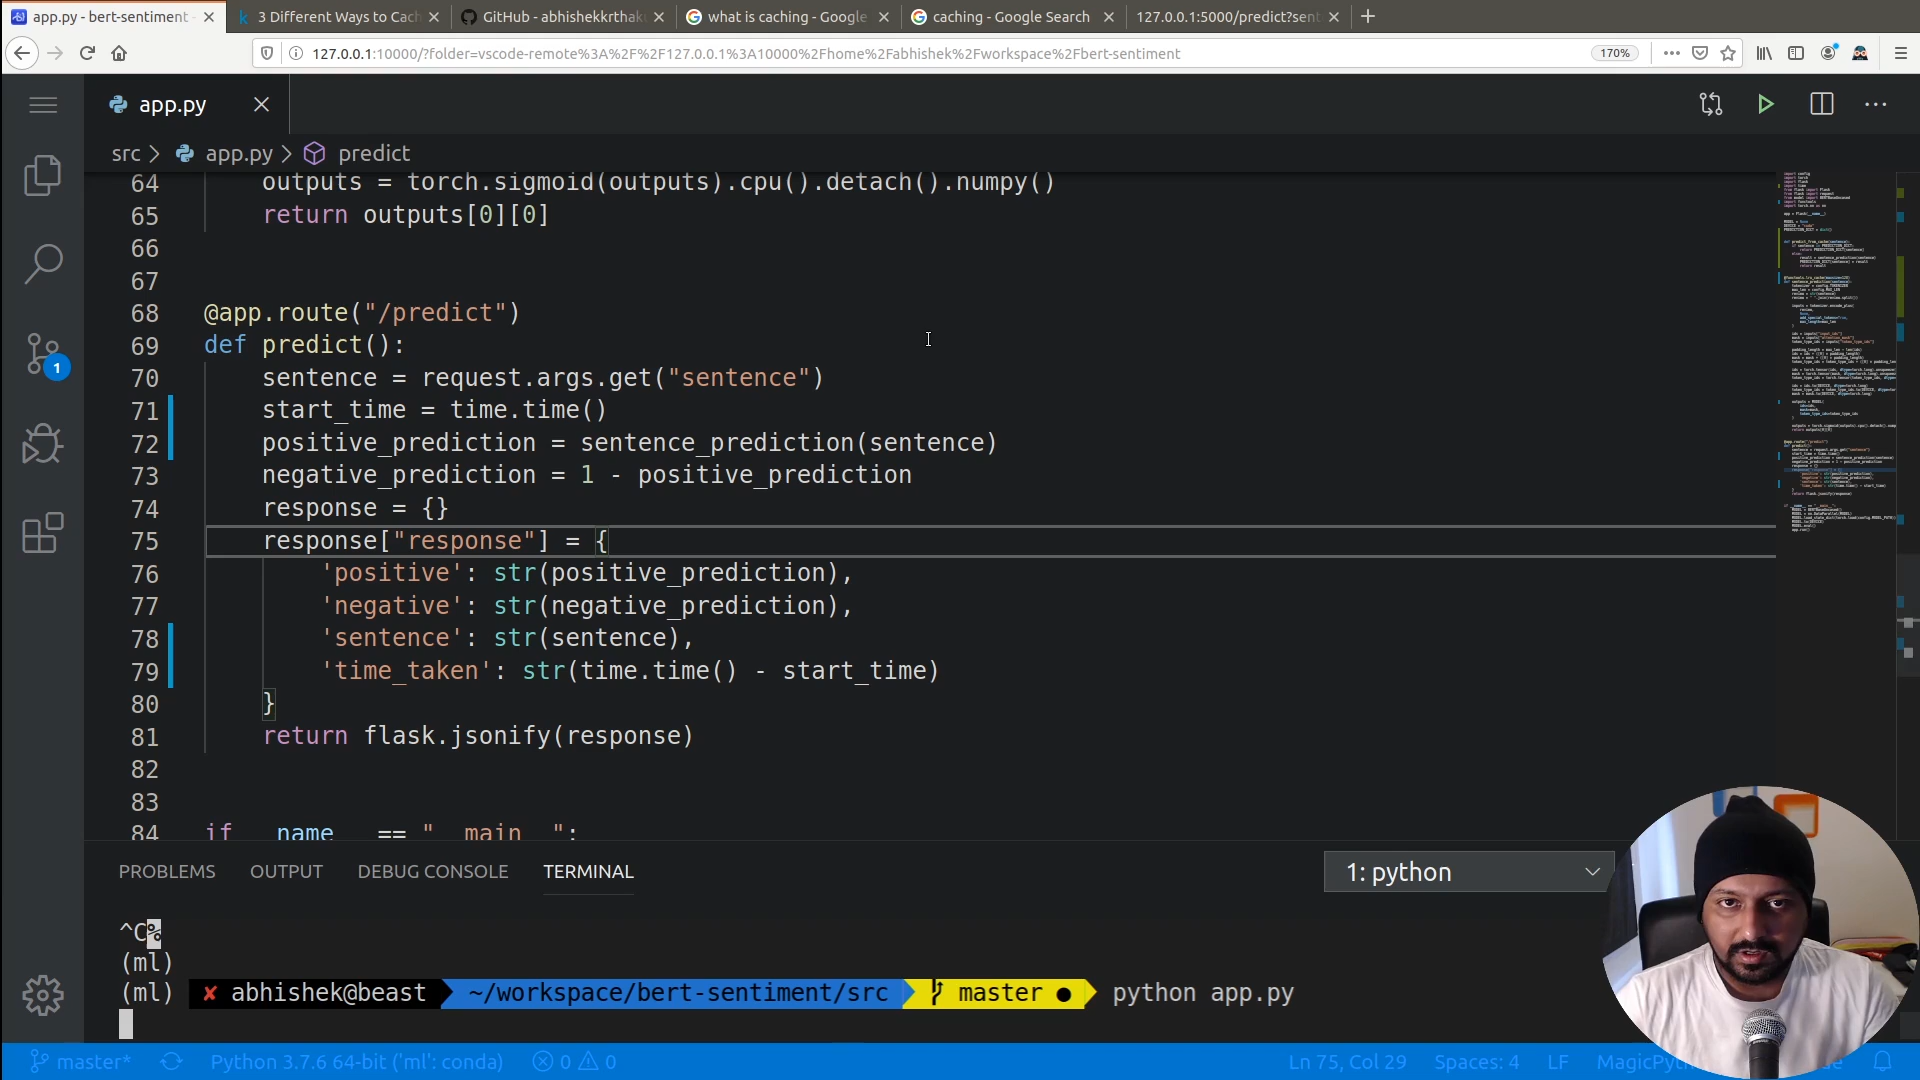 app.py - bert-sentiment
3 Different Ways to Cach
GitHub - abhishekkrthak
what is caching - Google
caching - Google Search
127.0.0.1:5000/predict?sent
127.0.0.1:10000/?folder=vscode-remote%3A%2F%2F127.0.0.1%3A10000%2Fhome%2Fabhishek%2Fworkspace%2Fbert-sentiment
170%
app.py
src > app.py > predict
64 outputs = torch.sigmoid(outputs).cpu().detach().numpy()
65 return outputs[0][0]
66
67
68 @app.route("/predict")
69 def predict():
70 sentence = request.args.get("sentence")
71 start_time = time.time()
72 positive_prediction = sentence_prediction(sentence)
73 negative_prediction = 1 - positive_prediction
74 response = {}
75 response["response"] = {
76 'positive': str(positive_prediction),
77 'negative': str(negative_prediction),
78 'sentence': str(sentence),
79 'time_taken': str(time.time() - start_time)
80 }
81 return flask.jsonify(response)
82
83
84 if __name__ == "__main__":
1
PROBLEMS OUTPUT DEBUG CONSOLE TERMINAL
1: python
^C%
(ml)
(ml) ✘ abhishek@beast ~/workspace/bert-sentiment/src master ● python app.py
master* Python 3.7.6 64-bit ('ml': conda) 0 0 Ln 75, Col 29 Spaces: 4 LF